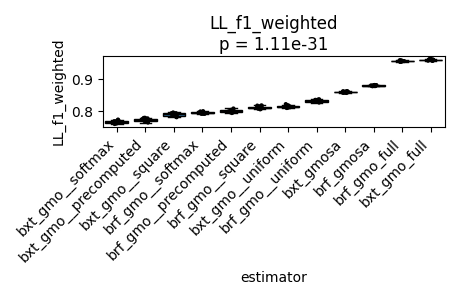 LL_f1_weighted
p = 1.11e-31
LL_f1_weighted
0.9
0.8
bxt_gmo__softmax
bxt_gmo__precomputed
bxt_gmo__square
brf_gmo__softmax
brf_gmo__precomputed
brf_gmo__square
bxt_gmo__uniform
brf_gmo__uniform
bxt_gmosa
brf_gmosa
brf_gmo_full
bxt_gmo_full
estimator